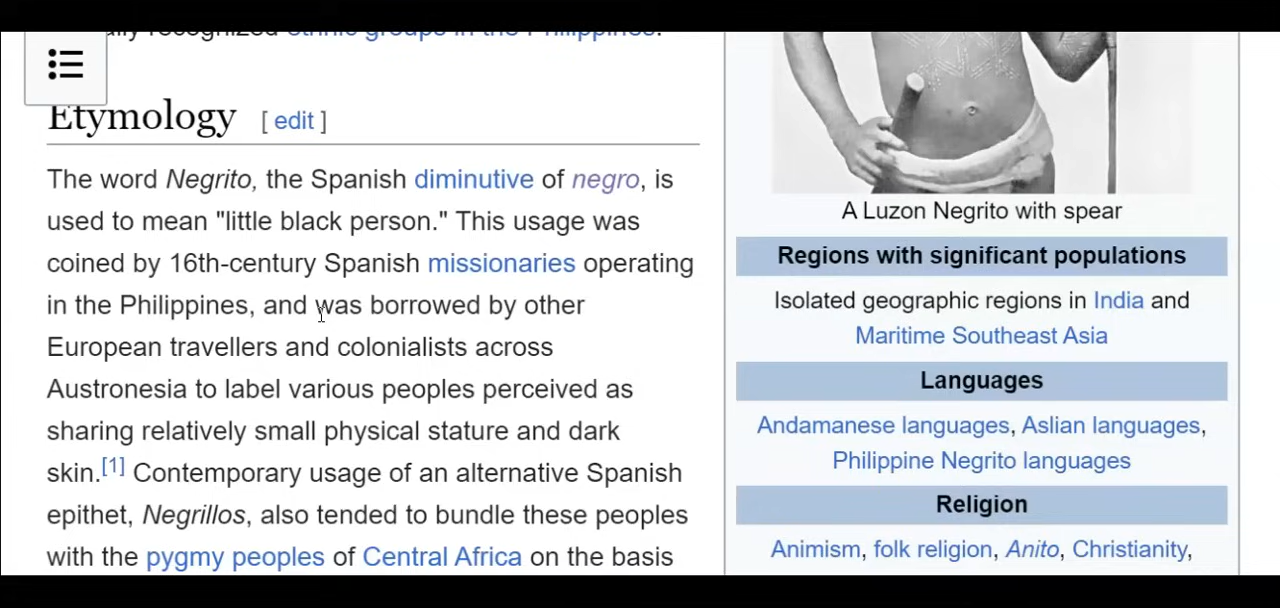 ethnic groups in the Philippines.
Etymology [ edit ]
The word Negrito, the Spanish diminutive of negro, is
used to mean "little black person." This usage was
coined by 16th-century Spanish missionaries operating
in the Philippines, and was borrowed by other
European travellers and colonialists across
Austronesia to label various peoples perceived as
sharing relatively small physical stature and dark
skin.[1] Contemporary usage of an alternative Spanish
epithet, Negrillos, also tended to bundle these peoples
with the pygmy peoples of Central Africa on the basis
A Luzon Negrito with spear
Regions with significant populations
Isolated geographic regions in India and
Maritime Southeast Asia
Languages
Andamanese languages, Aslian languages,
Philippine Negrito languages
Religion
Animism, folk religion, Anito, Christianity,